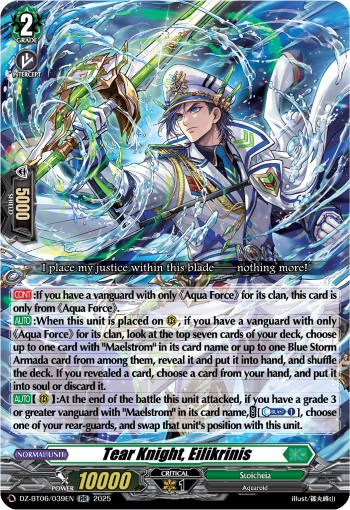 2
GRADE
INTERCEPT
5000
SHIELD
I place my justice within this blade——nothing more!
CONT:If you have a vanguard with only《Aqua Force》for its clan, this card is
only from《Aqua Force》.
AUTO:When this unit is placed on , if you have a vanguard with only
《Aqua Force》for its clan, look at the top seven cards of your deck, choose
up to one card with "Maelstrom" in its card name or up to one Blue Storm
Armada card from among them, reveal it and put it into hand, and shuffle
the deck. If you revealed a card, choose a card from your hand, and put it
into soul or discard it.
AUTO【 】:At the end of the battle this unit attacked, if you have a grade 3
or greater vanguard with "Maelstrom" in its card name, [ -BLAST 1], choose
one of your rear-guards, and swap that unit's position with this unit.
NORMAL UNIT
Tear Knight, Eilikrinis
POWER 10000
CRITICAL
1
Stoicheia
Aquaroid
DZ-BT06/039EN RR 2025
illust/篠丸峰山